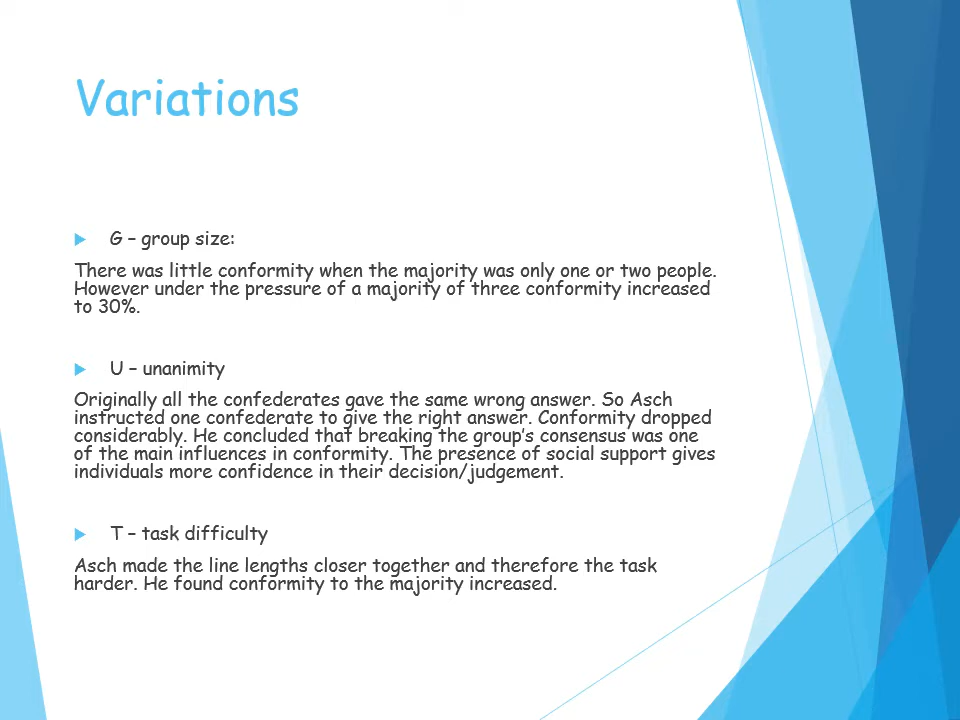 Variations
G – group size:
There was little conformity when the majority was only one or two people.
However under the pressure of a majority of three conformity increased
to 30%.
U – unanimity
Originally all the confederates gave the same wrong answer. So Asch
instructed one confederate to give the right answer. Conformity dropped
considerably. He concluded that breaking the group’s consensus was one
of the main influences in conformity. The presence of social support gives
individuals more confidence in their decision/judgement.
T – task difficulty
Asch made the line lengths closer together and therefore the task
harder. He found conformity to the majority increased.